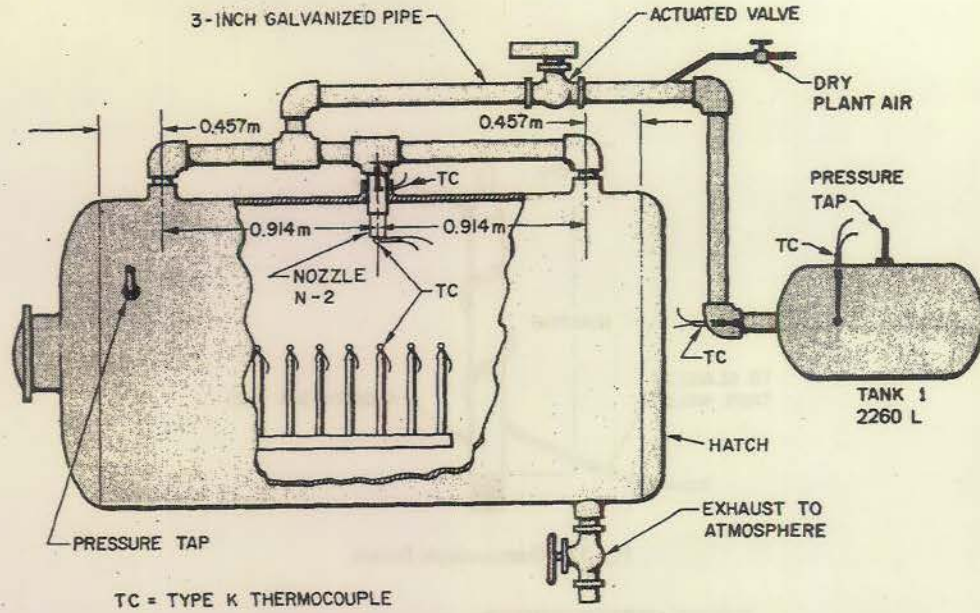 3-INCH GALVANIZED PIPE
ACTUATED VALVE
DRY
PLANT AIR
0.457m
0.457m
TC
PRESSURE
TAP
TC
0.914m
0.914m
NOZZLE
N-2
TC
TC
TANK 1
2260 L
HATCH
EXHAUST TO
ATMOSPHERE
PRESSURE TAP
TC = TYPE K THERMOCOUPLE